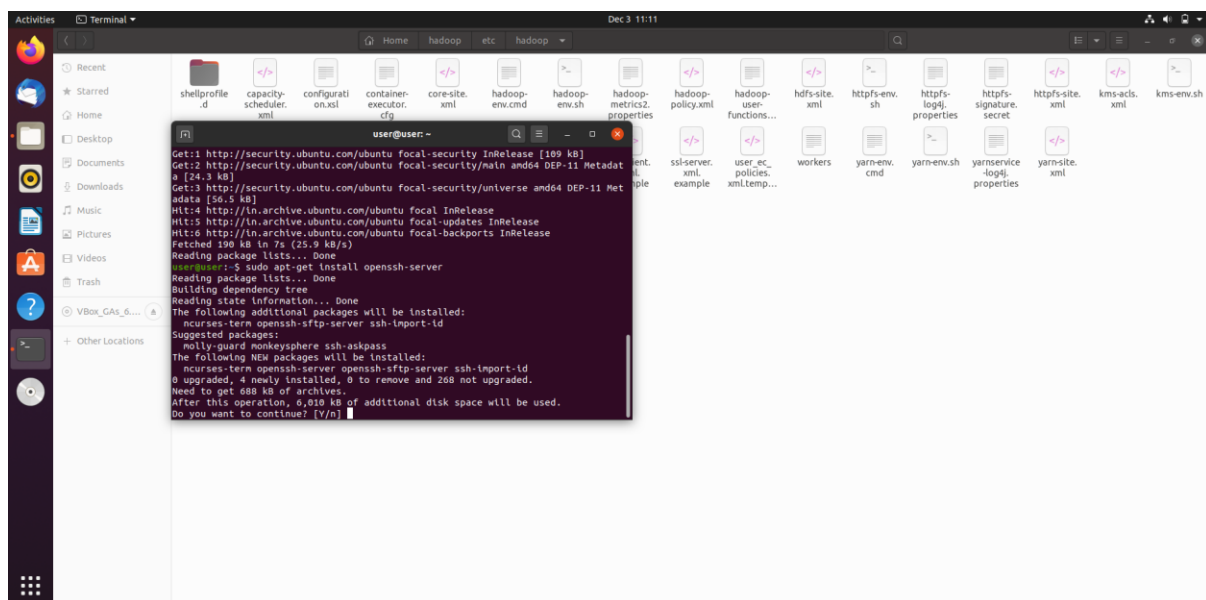 Activities
Terminal
Dec 3 11:11
Home hadoop etc hadoop
Recent
Starred
Home
Desktop
Documents
Downloads
Music
Pictures
Videos
Trash
VBox_GAs_6....
+ Other Locations
shellprofile
.d
capacity-
scheduler.
xml
configurati
on.xsl
container-
executor.
cfg
core-site.
xml
hadoop-
env.cmd
hadoop-
env.sh
hadoop-
metrics2.
properties
hadoop-
policy.xml
hadoop-
user-
functions...
hdfs-site.
xml
httpfs-env.
sh
httpfs-
log4j.
properties
httpfs-
signature.
secret
httpfs-site.
xml
kms-acls.
xml
kms-env.sh
ssl-server.
xml.
example
user_ec_
policies.
xml.temp...
workers
yarn-env.
cmd
yarn-env.sh
yarnservice
-log4j.
properties
yarn-site.
xml
user@user: ~
Get:1 http://security.ubuntu.com/ubuntu focal-security InRelease [109 kB]
Get:2 http://security.ubuntu.com/ubuntu focal-security/main amd64 DEP-11 Metadat
a [24.3 kB]
Get:3 http://security.ubuntu.com/ubuntu focal-security/universe amd64 DEP-11 Met
adata [56.5 kB]
Hit:4 http://in.archive.ubuntu.com/ubuntu focal InRelease
Hit:5 http://in.archive.ubuntu.com/ubuntu focal-updates InRelease
Hit:6 http://in.archive.ubuntu.com/ubuntu focal-backports InRelease
Fetched 190 kB in 7s (25.9 kB/s)
Reading package lists... Done
user@user:~$ sudo apt-get install openssh-server
Reading package lists... Done
Building dependency tree
Reading state information... Done
The following additional packages will be installed:
ncurses-term openssh-sftp-server ssh-import-id
Suggested packages:
molly-guard monkeysphere ssh-askpass
The following NEW packages will be installed:
ncurses-term openssh-server openssh-sftp-server ssh-import-id
0 upgraded, 4 newly installed, 0 to remove and 268 not upgraded.
Need to get 688 kB of archives.
After this operation, 6,010 kB of additional disk space will be used.
Do you want to continue? [Y/n]